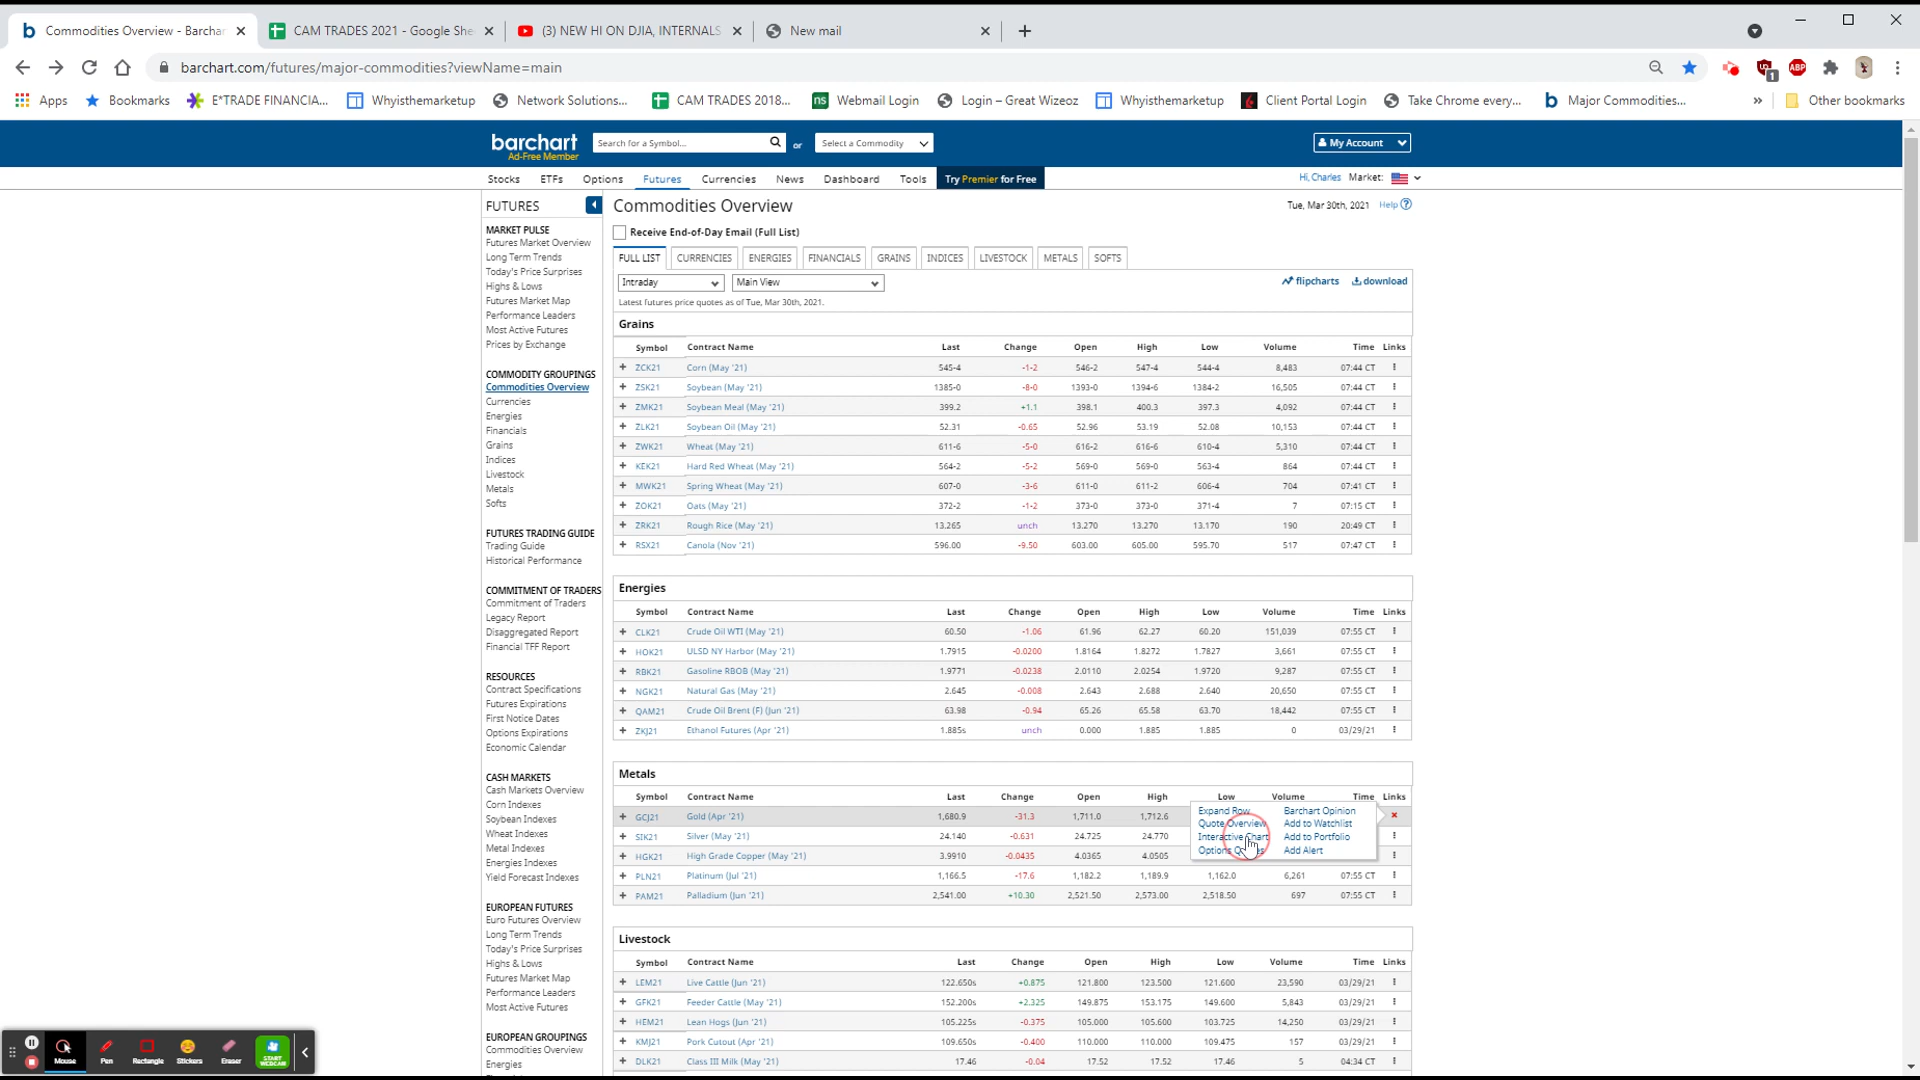 Commodities Overview - Barchar
CAM TRADES 2021 - Google She
(3) NEW HI ON DJIA, INTERNALS
New mail
barchart.com/futures/major-commodities?viewName=main
Apps Bookmarks E*TRADE FINANCIA... Whyisthemarketup Network Solutions... CAM TRADES 2018... Webmail Login Login – Great Wizeoz Whyisthemarketup Client Portal Login Take Chrome every... Major Commodities... » Other bookmarks
barchart
Ad-Free Member
Search for a Symbol... or Select a Commodity
My Account
Stocks ETFs Options Futures Currencies News Dashboard Tools Try Premier for Free
Hi, Charles Market:
FUTURES
MARKET PULSE
Futures Market Overview
Long Term Trends
Today's Price Surprises
Highs & Lows
Futures Market Map
Performance Leaders
Most Active Futures
Prices by Exchange
COMMODITY GROUPINGS
Commodities Overview
Currencies
Energies
Financials
Grains
Indices
Livestock
Metals
Softs
FUTURES TRADING GUIDE
Trading Guide
Historical Performance
COMMITMENT OF TRADERS
Commitment of Traders
Legacy Report
Disaggregated Report
Financial TFF Report
RESOURCES
Contract Specifications
Futures Expirations
First Notice Dates
Options Expirations
Economic Calendar
CASH MARKETS
Cash Markets Overview
Corn Indexes
Soybean Indexes
Wheat Indexes
Metal Indexes
Energies Indexes
Yield Forecast Indexes
EUROPEAN FUTURES
Euro Futures Overview
Long Term Trends
Today's Price Surprises
Highs & Lows
Futures Market Map
Performance Leaders
Most Active Futures
EUROPEAN GROUPINGS
Commodities Overview
Energies
Commodities Overview
Tue, Mar 30th, 2021 Help
Receive End-of-Day Email (Full List)
FULL LIST CURRENCIES ENERGIES FINANCIALS GRAINS INDICES LIVESTOCK METALS SOFTS
Intraday Main View flipcharts download
Latest futures price quotes as of Tue, Mar 30th, 2021.
Grains
Symbol Contract Name Last Change Open High Low Volume Time Links
+ ZCK21 Corn (May '21) 545-4 -1-2 546-2 547-4 544-4 8,483 07:44 CT
+ ZSK21 Soybean (May '21) 1385-0 -8-0 1393-0 1394-6 1384-2 16,505 07:44 CT
+ ZMK21 Soybean Meal (May '21) 399.2 +1.1 398.1 400.3 397.3 4,092 07:44 CT
+ ZLK21 Soybean Oil (May '21) 52.31 -0.65 52.96 53.19 52.08 10,153 07:44 CT
+ ZWK21 Wheat (May '21) 611-6 -5-0 616-2 616-6 610-4 5,310 07:44 CT
+ KEK21 Hard Red Wheat (May '21) 564-2 -5-2 569-0 569-0 563-4 864 07:44 CT
+ MWK21 Spring Wheat (May '21) 607-0 -3-6 611-0 611-2 606-4 704 07:41 CT
+ ZOK21 Oats (May '21) 372-2 -1-2 373-0 373-0 371-4 7 07:15 CT
+ ZRK21 Rough Rice (May '21) 13.265 unch 13.270 13.270 13.170 190 20:49 CT
+ RSX21 Canola (Nov '21) 596.00 -9.50 603.00 605.00 595.70 517 07:47 CT
Energies
Symbol Contract Name Last Change Open High Low Volume Time Links
+ CLK21 Crude Oil WTI (May '21) 60.50 -1.06 61.96 62.27 60.20 151,039 07:55 CT
+ HOK21 ULSD NY Harbor (May '21) 1.7915 -0.0200 1.8164 1.8272 1.7827 3,661 07:55 CT
+ RBK21 Gasoline RBOB (May '21) 1.9771 -0.0238 2.0110 2.0254 1.9720 9,287 07:55 CT
+ NGK21 Natural Gas (May '21) 2.645 -0.008 2.643 2.688 2.640 20,650 07:55 CT
+ QAM21 Crude Oil Brent (F) (Jun '21) 63.98 -0.94 65.26 65.58 63.70 18,442 07:55 CT
+ ZKJ21 Ethanol Futures (Apr '21) 1.885s unch 0.000 1.885 1.885 0 03/29/21
Metals
Symbol Contract Name Last Change Open High Low Volume Time Links
+ GCJ21 Gold (Apr '21) 1,680.9 -31.3 1,711.0 1,712.6
+ SIK21 Silver (May '21) 24.140 -0.631 24.725 24.770
+ HGK21 High Grade Copper (May '21) 3.9910 -0.0435 4.0365 4.0505
+ PLN21 Platinum (Jul '21) 1,166.5 -17.6 1,182.2 1,189.9 1,162.0 6,261 07:55 CT
+ PAM21 Palladium (Jun '21) 2,541.00 +10.30 2,521.50 2,573.00 2,518.50 697 07:55 CT
Expand Row Barchart Opinion
Quote Overview Add to Watchlist
Interactive Chart Add to Portfolio
Options Add Alert
Livestock
Symbol Contract Name Last Change Open High Low Volume Time Links
+ LEM21 Live Cattle (Jun '21) 122.650s +0.875 121.800 123.500 121.600 23,590 03/29/21
+ GFK21 Feeder Cattle (May '21) 152.200s +2.325 149.875 153.175 149.600 5,843 03/29/21
+ HEM21 Lean Hogs (Jun '21) 105.225s -0.375 105.000 105.600 103.725 14,250 03/29/21
+ KMJ21 Pork Cutout (Apr '21) 109.650s -0.400 110.000 110.000 109.475 157 03/29/21
+ DLK21 Class III Milk (May '21) 17.46 -0.04 17.52 17.52 17.46 5 04:34 CT
Mouse Pen Rectangle Stickers Eraser START WEBCAM